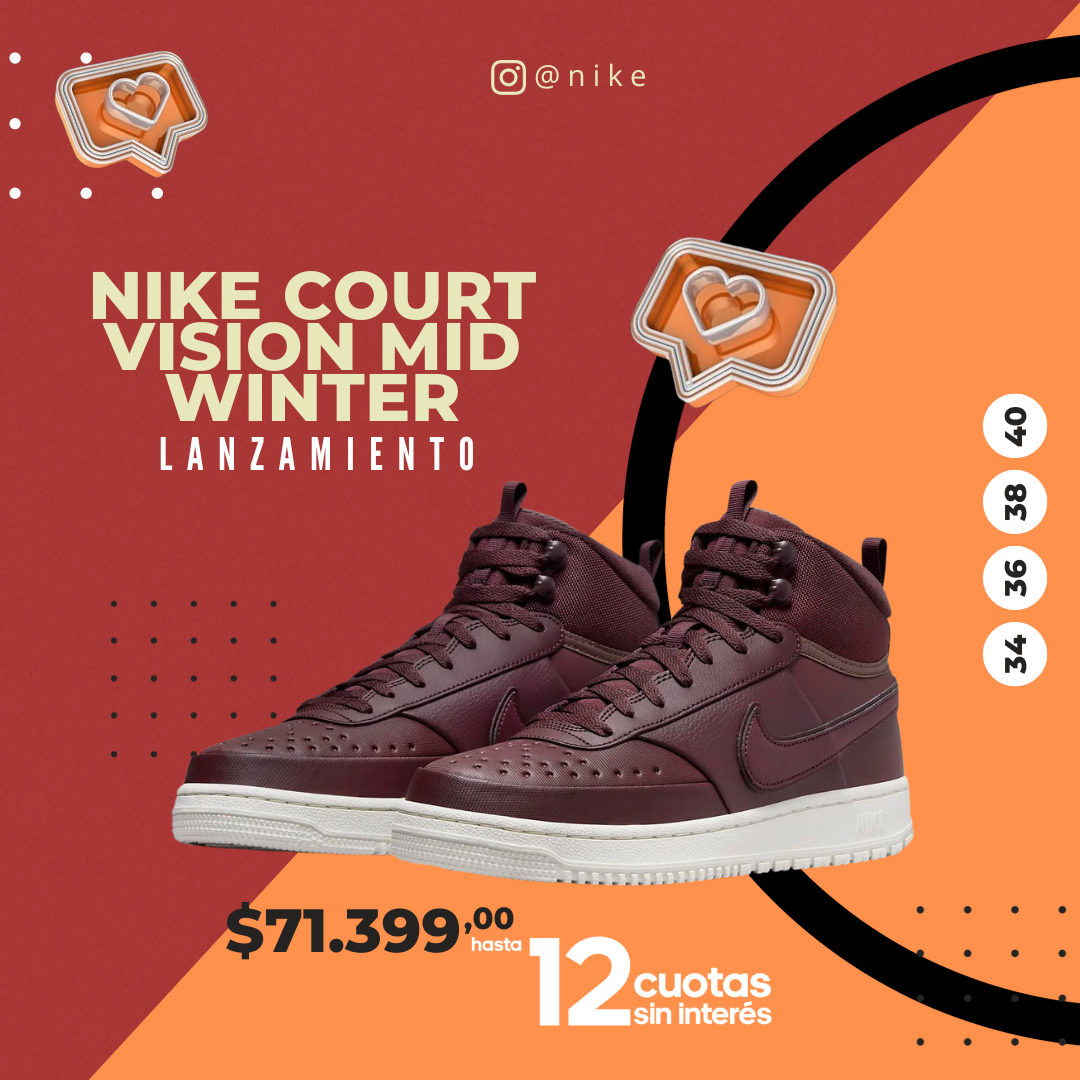 @nike
NIKE COURT
VISION MID
WINTER
LANZAMIENTO
40
38
36
34
NIKE
$71.399,00
hasta 12 cuotas
sin interés